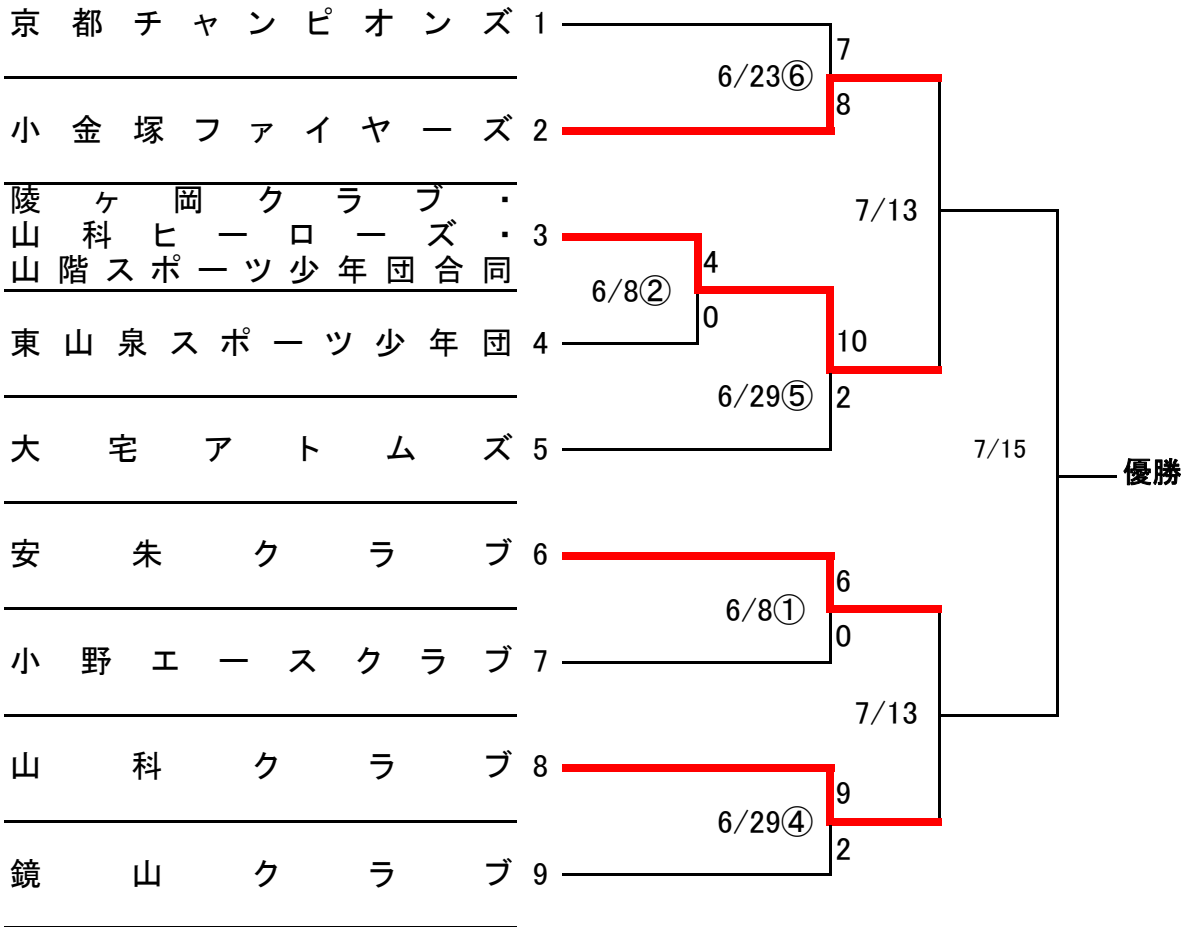 京都チャンピオンズ 1
7
6/23⑥
8
小金塚ファイヤーズ 2
陵ヶ岡クラブ・
山科ヒーローズ・ 3
山階スポーツ少年団合同
7/13
4
6/8②
0
東山泉スポーツ少年団 4
10
6/29⑤ 2
大宅アトムズ 5
7/15
優勝
安朱クラブ 6
6
6/8①
0
小野エースクラブ 7
7/13
山科クラブ 8
9
6/29④
2
鏡山クラブ 9